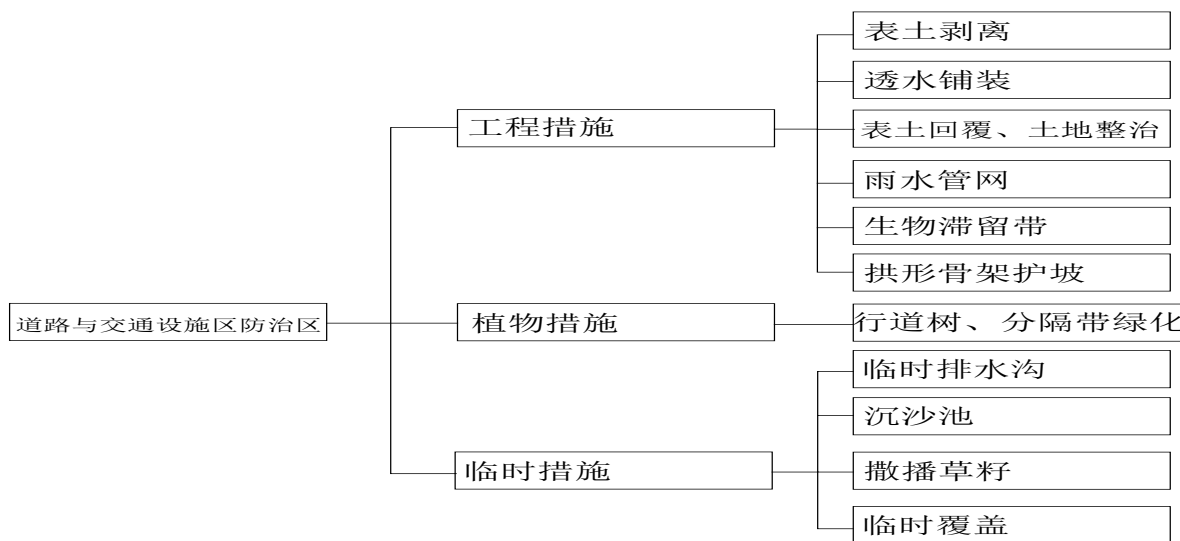 表土剥离
透水铺装
工程措施
表土回覆、土地整治
雨水管网
生物滞留带
拱形骨架护坡
道路与交通设施区防治区
植物措施
行道树、分隔带绿化
临时排水沟
沉沙池
临时措施
撒播草籽
临时覆盖